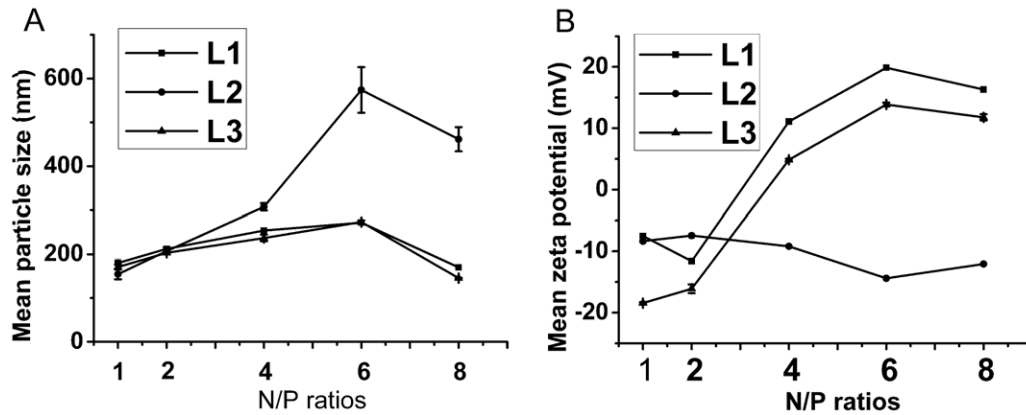 A
L1
L2
L3
Mean particle size (nm)
600
400
200
0
1 2 4 6 8
N/P ratios
B
L1
L2
L3
Mean zeta potential (mV)
20
10
0
-10
-20
1 2 4 6 8
N/P ratios